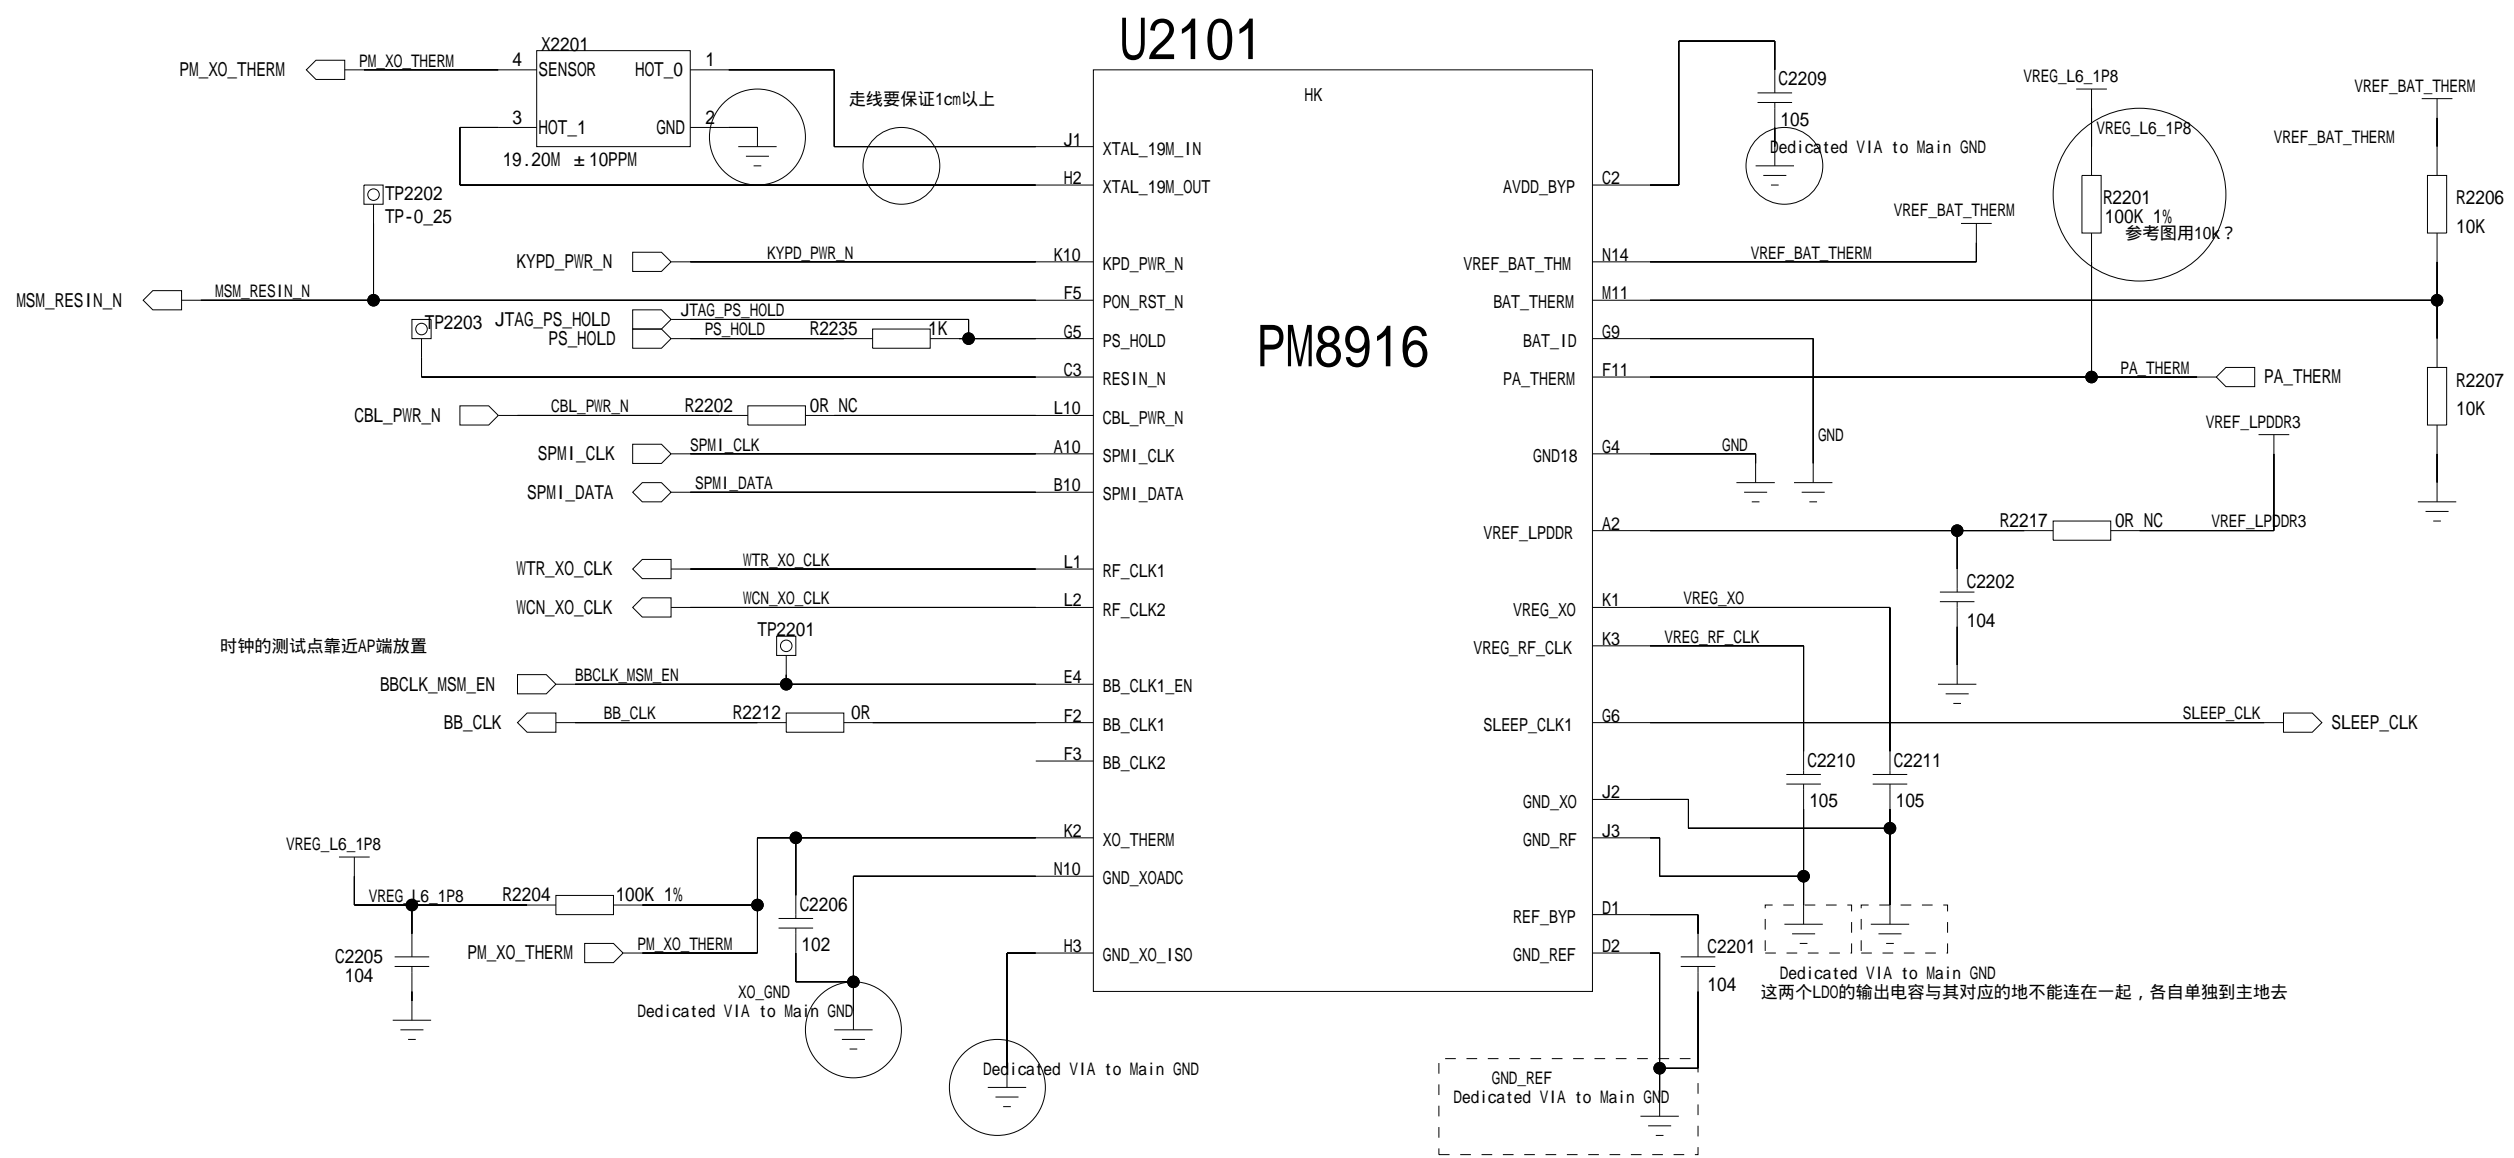 U2101
HK
PM8916
PM_XO_THERM
PM_XO_THERM
X2201
4
SENSOR
HOT_O
1
3
HOT_1
GND
2
19.20M ±10PPM
走线要保证1cm以上
J1
XTAL_19M_IN
H2
XTAL_19M_OUT
TP2202
TP-0_25
KYPD_PWR_N
KYPD_PWR_N
K10
KPD_PWR_N
MSM_RESIN_N
MSM_RESIN_N
F5
PON_RST_N
TP2203
JTAG_PS_HOLD
JTAG_PS_HOLD
PS_HOLD
PS_HOLD
R2235
1K
G5
PS_HOLD
C3
RESIN_N
CBL_PWR_N
CBL_PWR_N
R2202
0R NC
L10
CBL_PWR_N
SPMI_CLK
SPMI_CLK
A10
SPMI_CLK
SPMI_DATA
SPMI_DATA
B10
SPMI_DATA
WTR_XO_CLK
WTR_XO_CLK
L1
RF_CLK1
WCN_XO_CLK
WCN_XO_CLK
L2
RF_CLK2
TP2201
时钟的测试点靠近AP端放置
BBCLK_MSM_EN
BBCLK_MSM_EN
E4
BB_CLK1_EN
BB_CLK
BB_CLK
R2212
0R
F2
BB_CLK1
F3
BB_CLK2
K2
XO_THERM
VREG_L6_1P8
VREG_L6_1P8
R2204
100K 1%
N10
GND_XOADC
C2206
102
C2205
104
PM_XO_THERM
PM_XO_THERM
H3
GND_XO_ISO
XO_GND
Dedicated VIA to Main GND
Dedicated VIA to Main GND
C2209
105
Dedicated VIA to Main GND
AVDD_BYP
C2
VREF_BAT_THERM
VREF_BAT_THM
N14
VREF_BAT_THERM
BAT_THERM
M11
BAT_ID
G9
PA_THERM
F11
PA_THERM
PA_THERM
VREG_L6_1P8
VREG_L6_1P8
R2201
100K 1%
参考图用10k?
VREF_BAT_THERM
VREF_BAT_THERM
R2206
10K
R2207
10K
GND18
G4
GND
GND
VREF_LPDDR3
VREF_LPDDR
A2
R2217
0R NC
VREF_LPDDR3
C2202
104
VREG_XO
K1
VREG_XO
VREG_RF_CLK
K3
VREG_RF_CLK
SLEEP_CLK1
G6
SLEEP_CLK
SLEEP_CLK
C2210
105
C2211
105
GND_XO
J2
GND_RF
J3
REF_BYP
D1
GND_REF
D2
C2201
104
Dedicated VIA to Main GND
这两个LDO的输出电容与其对应的地不能连在一起，各自单独到主地去
GND_REF
Dedicated VIA to Main GND